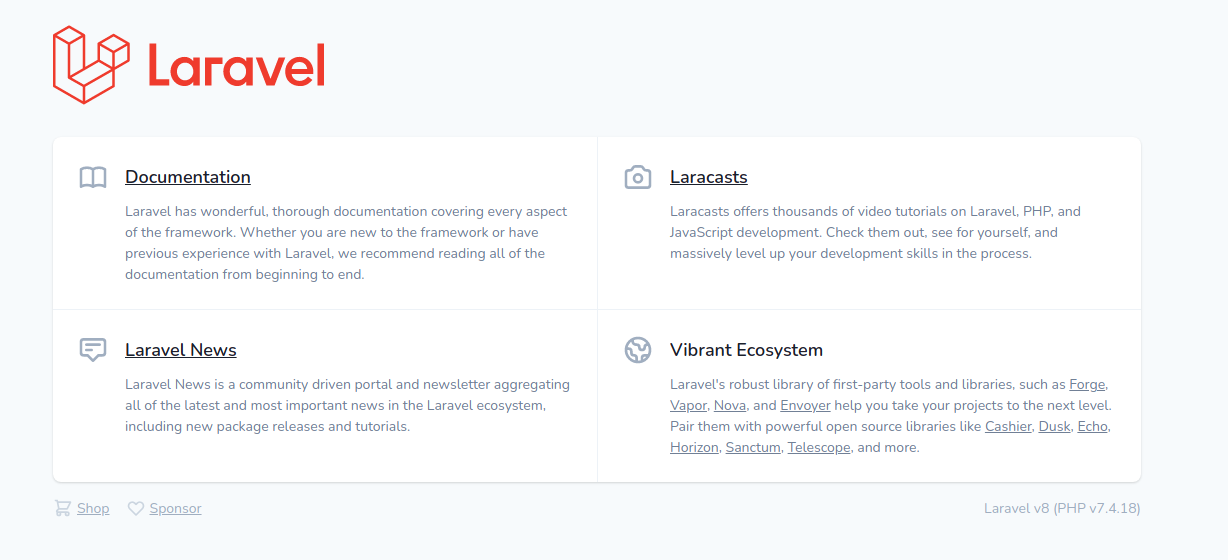 Laravel
Documentation
Laravel has wonderful, thorough documentation covering every aspect
of the framework. Whether you are new to the framework or have
previous experience with Laravel, we recommend reading all of the
documentation from beginning to end.
Laracasts
Laracasts offers thousands of video tutorials on Laravel, PHP, and
JavaScript development. Check them out, see for yourself, and
massively level up your development skills in the process.
Laravel News
Laravel News is a community driven portal and newsletter aggregating
all of the latest and most important news in the Laravel ecosystem,
including new package releases and tutorials.
Vibrant Ecosystem
Laravel's robust library of first-party tools and libraries, such as Forge,
Vapor, Nova, and Envoyer help you take your projects to the next level.
Pair them with powerful open source libraries like Cashier, Dusk, Echo,
Horizon, Sanctum, Telescope, and more.
Shop
Sponsor
Laravel v8 (PHP v7.4.18)